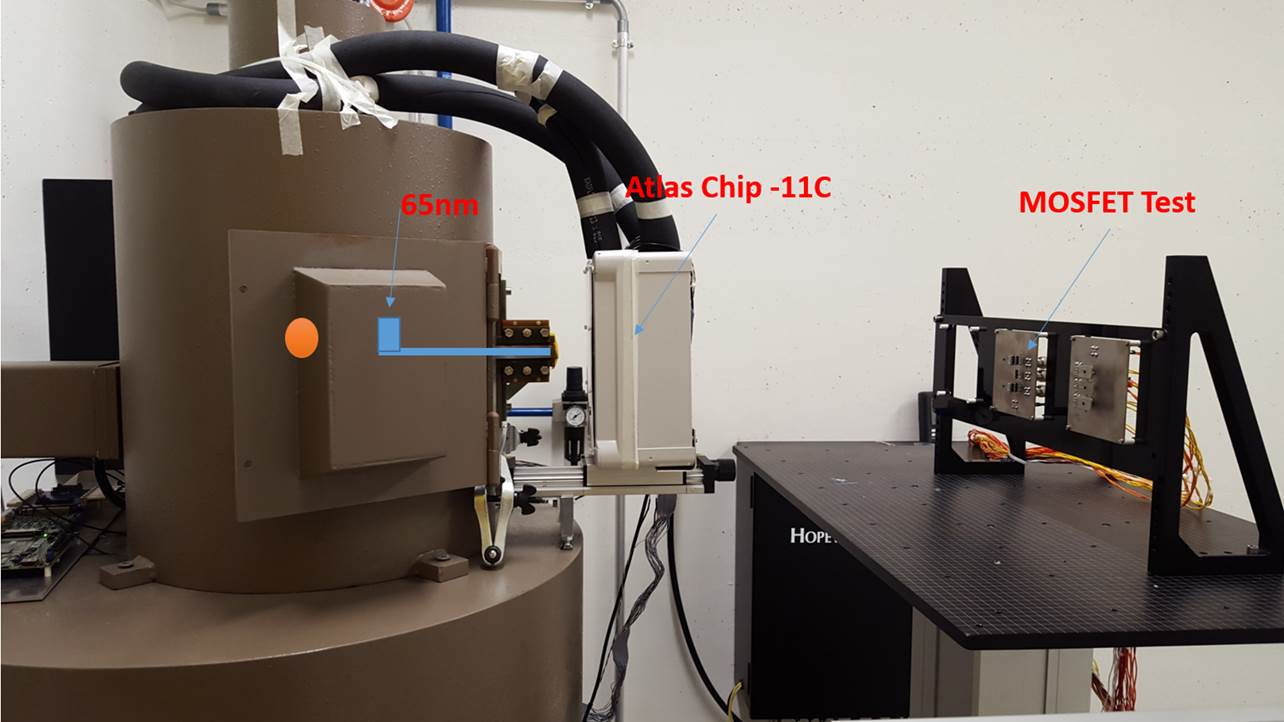 65nm
Atlas Chip -11C
MOSFET Test
HOPE